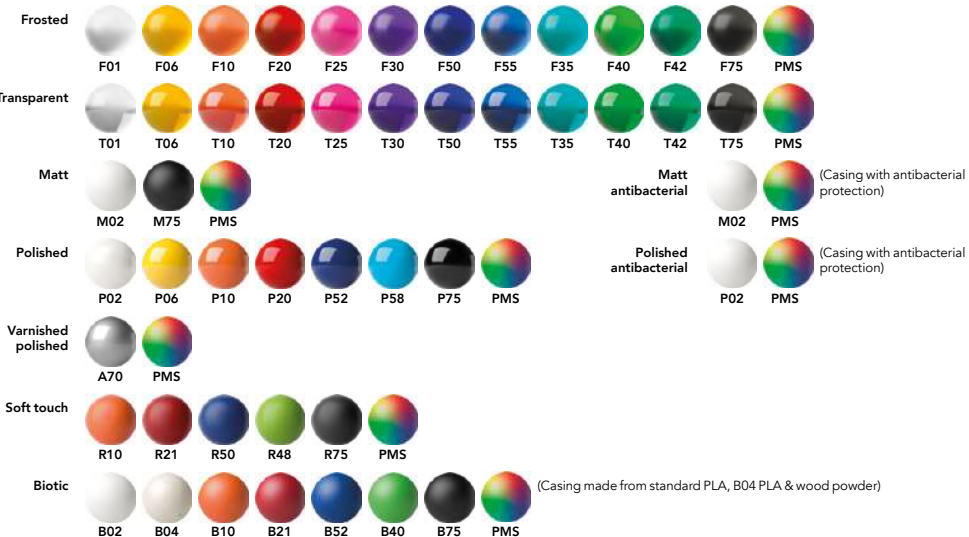 Frosted
F01 F06 F10 F20 F25 F30 F50 F55 F35 F40 F42 F75 PMS
Transparent
T01 T06 T10 T20 T25 T30 T50 T55 T35 T40 T42 T75 PMS
Matt
M02 M75 PMS
Matt
antibacterial
(Casing with antibacterial
protection)
M02 PMS
Polished
P02 P06 P10 P20 P52 P58 P75 PMS
Polished
antibacterial
(Casing with antibacterial
protection)
P02 PMS
Varnished
polished
A70 PMS
Soft touch
R10 R21 R50 R48 R75 PMS
Biotic
(Casing made from standard PLA, B04 PLA & wood powder)
B02 B04 B10 B21 B52 B40 B75 PMS